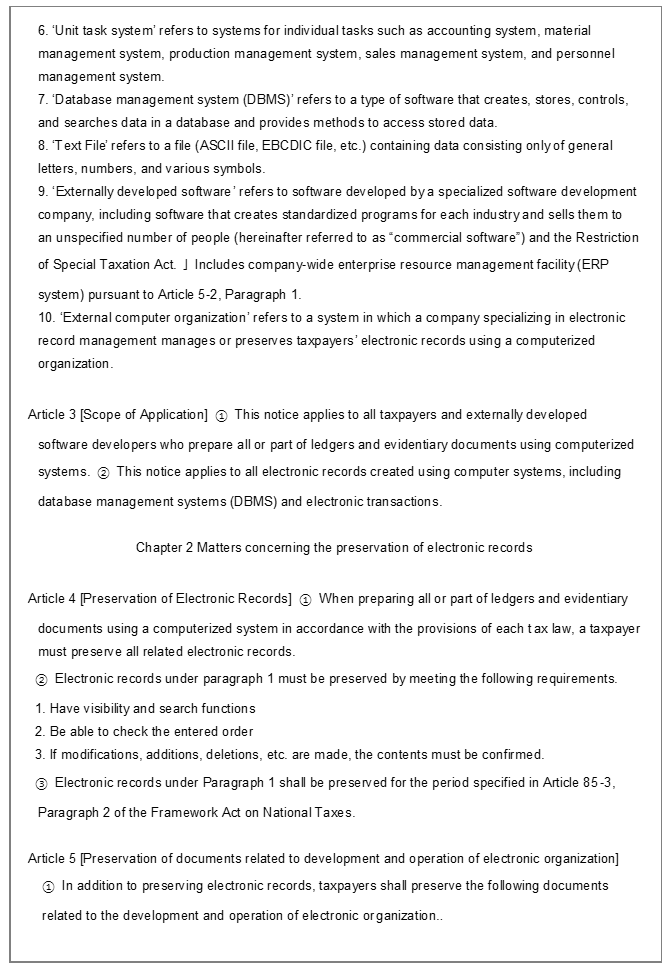 6. ‘Unit task system’ refers to systems for individual tasks such as accounting system, material
management system, production management system, sales management system, and personnel
management system.
7. ‘Database management system (DBMS)’ refers to a type of software that creates, stores, controls,
and searches data in a database and provides methods to access stored data.
8. ‘Text File’ refers to a file (ASCII file, EBCDIC file, etc.) containing data consisting only of general
letters, numbers, and various symbols.
9. ‘Externally developed software’ refers to software developed by a specialized software development
company, including software that creates standardized programs for each industry and sells them to
an unspecified number of people (hereinafter referred to as “commercial software”) and the Restriction
of Special Taxation Act. 」 Includes company-wide enterprise resource management facility (ERP
system) pursuant to Article 5-2, Paragraph 1.
10. ‘External computer organization’ refers to a system in which a company specializing in electronic
record management manages or preserves taxpayers’ electronic records using a computerized
organization.
Article 3 [Scope of Application] ① This notice applies to all taxpayers and externally developed
software developers who prepare all or part of ledgers and evidentiary documents using computerized
systems. ② This notice applies to all electronic records created using computer systems, including
database management systems (DBMS) and electronic transactions.
Chapter 2 Matters concerning the preservation of electronic records
Article 4 [Preservation of Electronic Records] ① When preparing all or part of ledgers and evidentiary
documents using a computerized system in accordance with the provisions of each tax law, a taxpayer
must preserve all related electronic records.
② Electronic records under paragraph 1 must be preserved by meeting the following requirements.
1. Have visibility and search functions
2. Be able to check the entered order
3. If modifications, additions, deletions, etc. are made, the contents must be confirmed.
③ Electronic records under Paragraph 1 shall be preserved for the period specified in Article 85-3,
Paragraph 2 of the Framework Act on National Taxes.
Article 5 [Preservation of documents related to development and operation of electronic organization]
① In addition to preserving electronic records, taxpayers shall preserve the following documents
related to the development and operation of electronic organization..